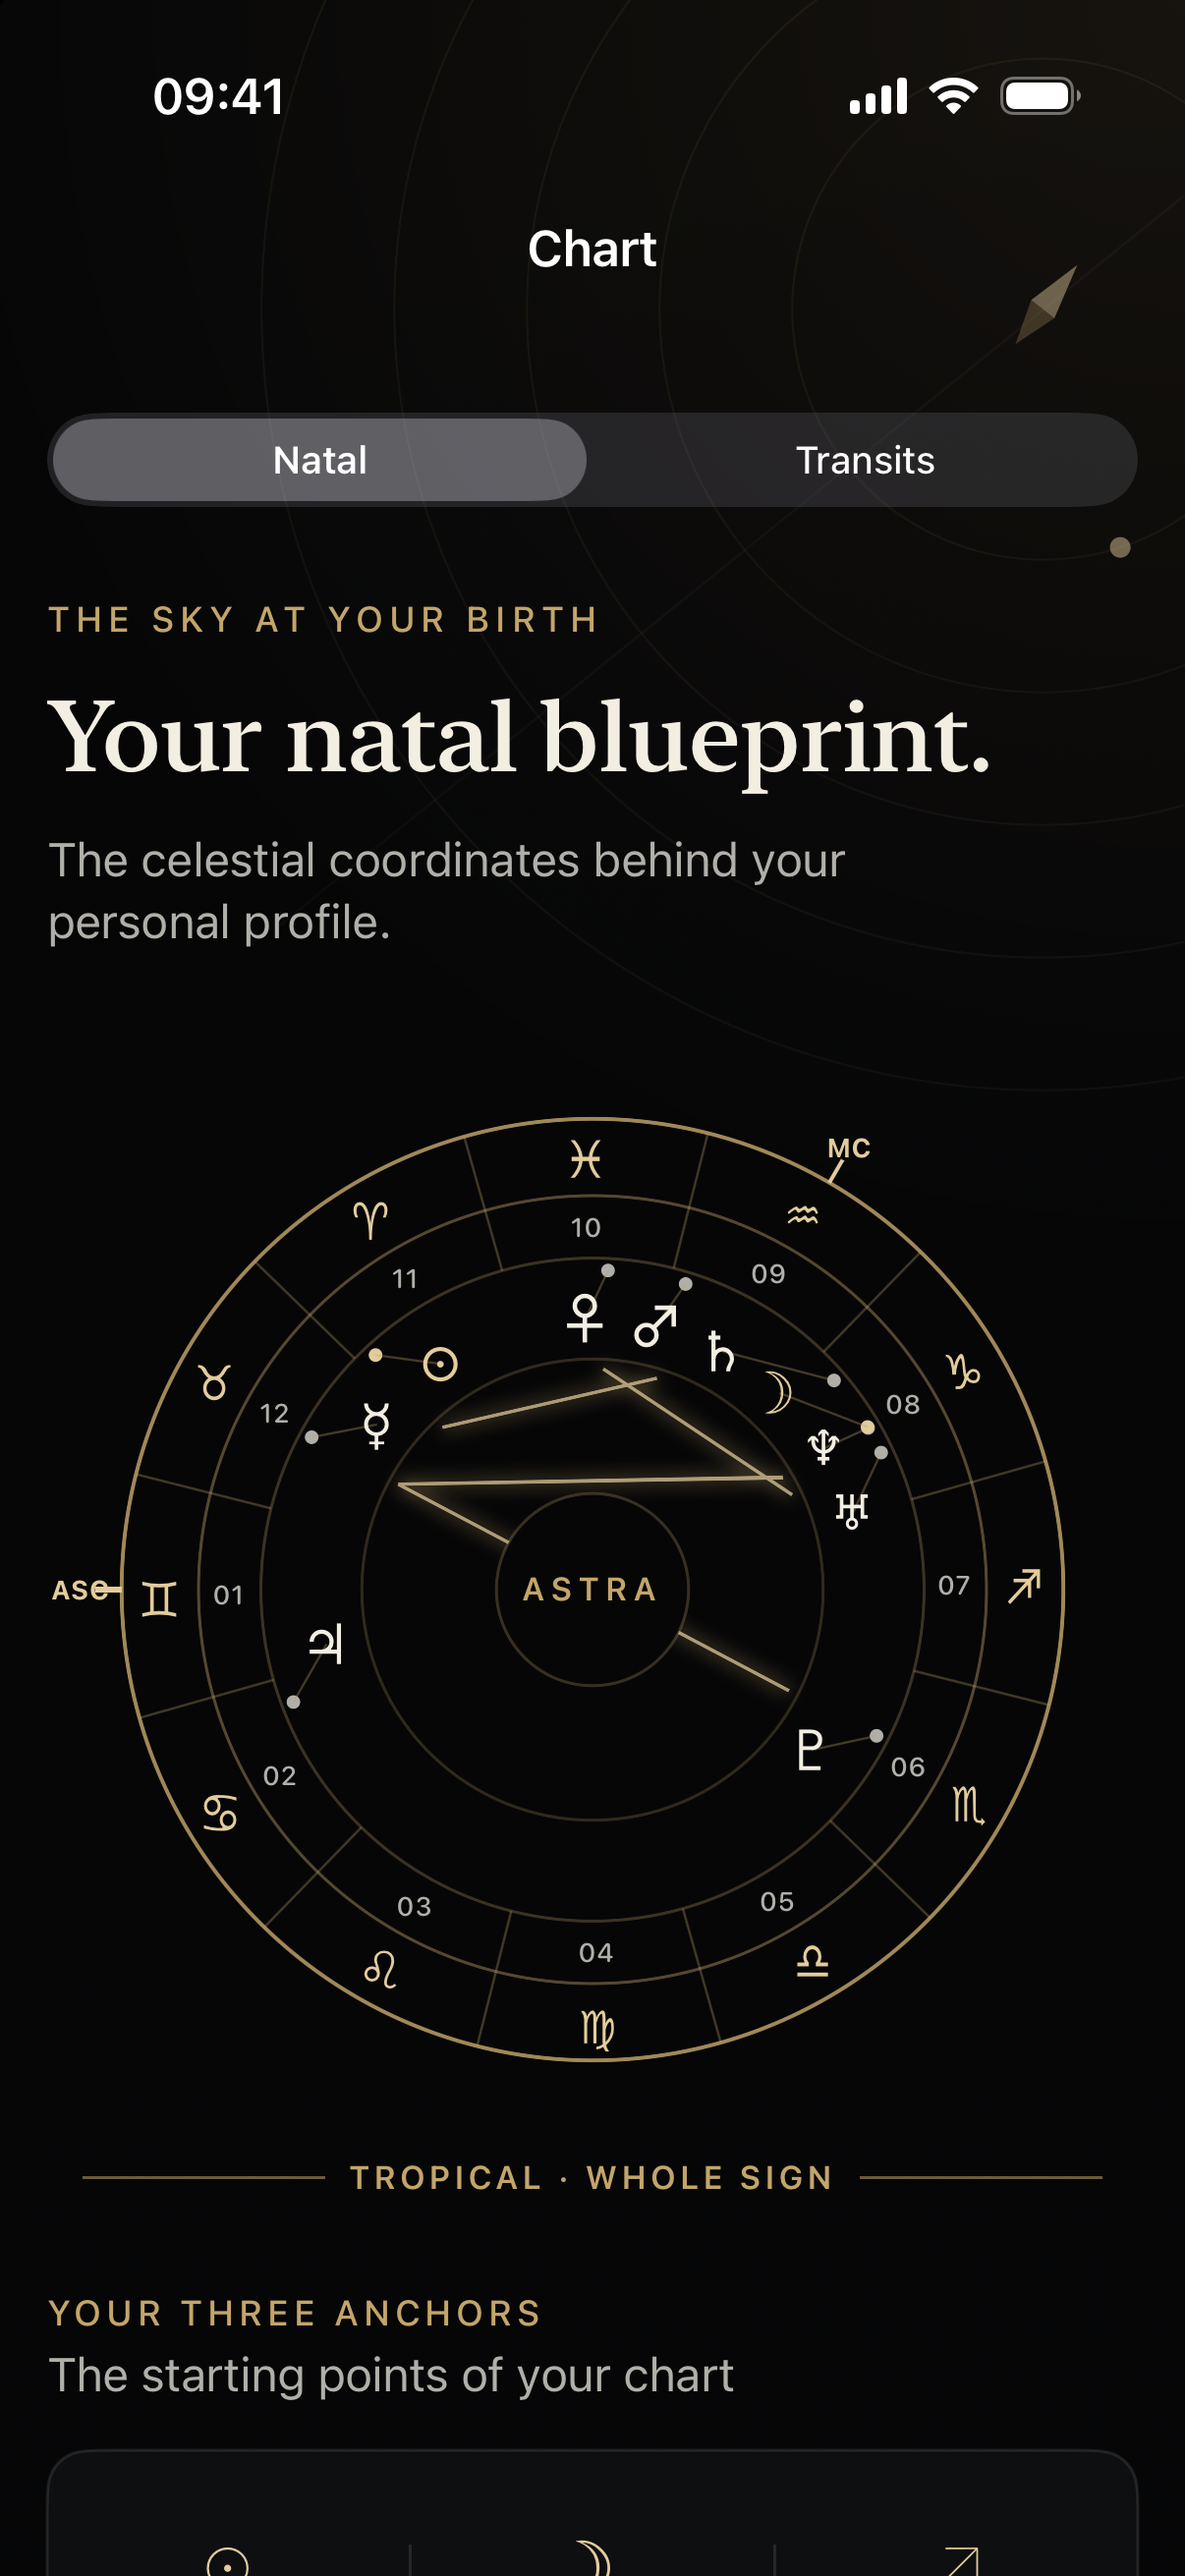 09:41
Chart
Natal
Transits
THE SKY AT YOUR BIRTH
Your natal blueprint.
The celestial coordinates behind your
personal profile.
MC
♓
10
♈
♒
11
09
♀
♂
♄
☉
♉
♑
☽
12
08
☿
♆
♅
ASC
♊
01
ASTRA
07
♐
♃
♇
02
06
♋
♏
03
05
04
♌
♎
♍
TROPICAL · WHOLE SIGN
YOUR THREE ANCHORS
The starting points of your chart
☉
☽